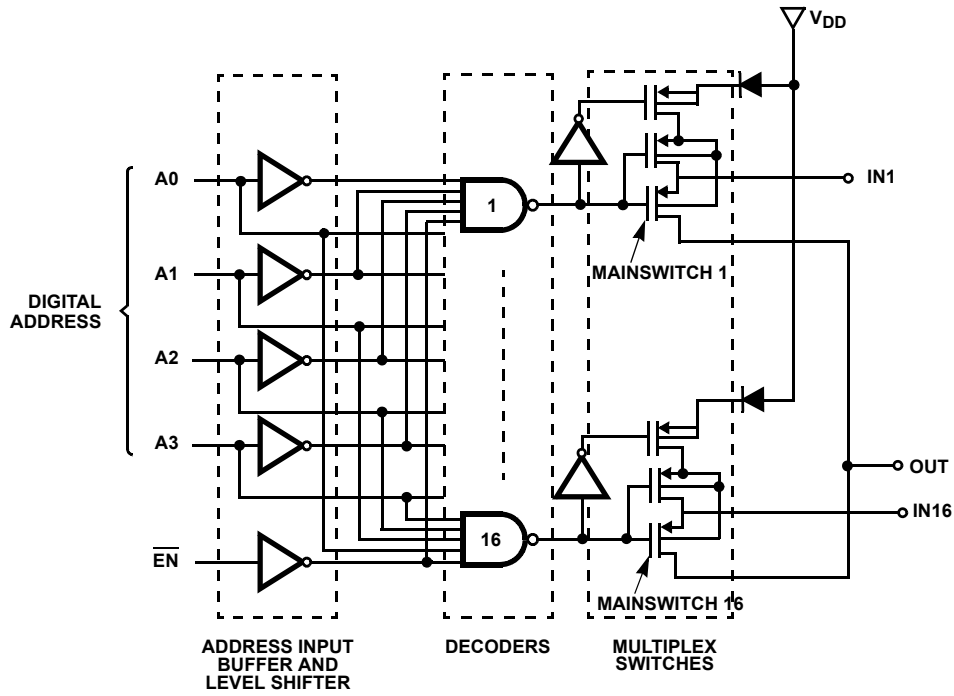 VDD
A0
1
IN1
A1
MAINSWITCH 1
DIGITAL
ADDRESS
A2
A3
OUT
IN16
16
EN
MAINSWITCH 16
ADDRESS INPUT
BUFFER AND
LEVEL SHIFTER
DECODERS
MULTIPLEX
SWITCHES